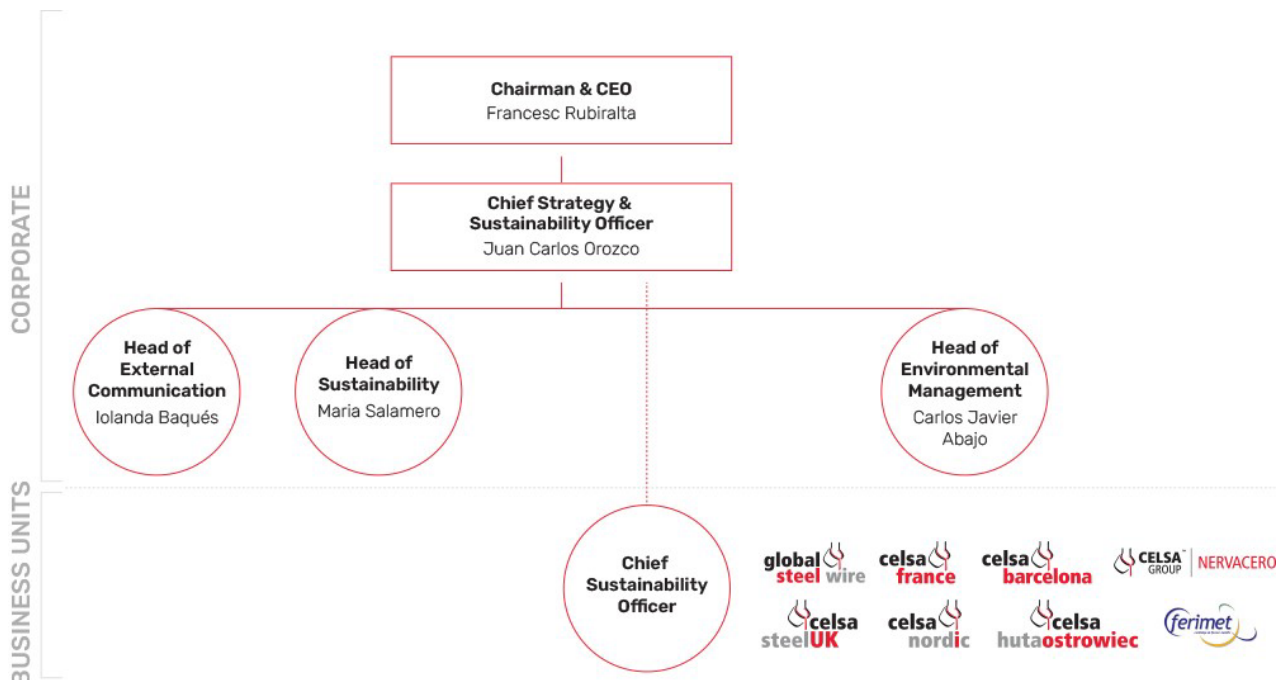 CORPORATE
Chairman & CEO
Francesc Rubiralta
Chief Strategy &
Sustainability Officer
Juan Carlos Orozco
Head of
External
Communication
Iolanda Baqués
Head of
Sustainability
Maria Salamero
Head of
Environmental
Management
Carlos Javier
Abajo
BUSINESS UNITS
Chief
Sustainability
Officer
global
steel wire
celsa
france
celsa
barcelona
CELSA™
GROUP
NERVACERO
celsa
steelUK
celsa
nordic
celsa
hutaostrowiec
ferimet